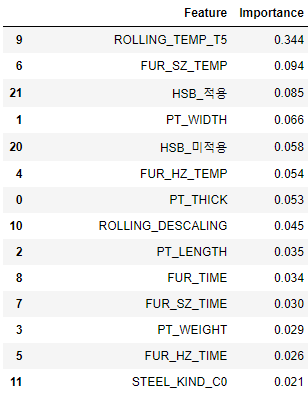 Feature Importance
9 ROLLING_TEMP_T5 0.344
6 FUR_SZ_TEMP 0.094
21 HSB_적용 0.085
1 PT_WIDTH 0.066
20 HSB_미적용 0.058
4 FUR_HZ_TEMP 0.054
0 PT_THICK 0.053
10 ROLLING_DESCALING 0.045
2 PT_LENGTH 0.035
8 FUR_TIME 0.034
7 FUR_SZ_TIME 0.030
3 PT_WEIGHT 0.029
5 FUR_HZ_TIME 0.026
11 STEEL_KIND_C0 0.021